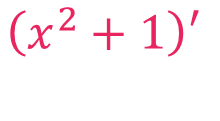 (x² + 1)′